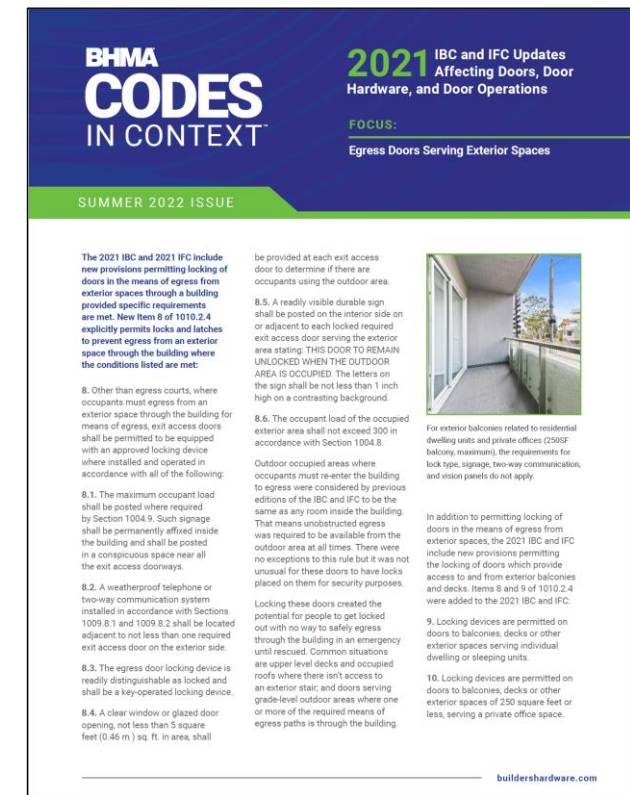 BHMA
CODES
IN CONTEXT™
2021 IBC and IFC Updates
Affecting Doors, Door
Hardware, and Door Operations
FOCUS:
Egress Doors Serving Exterior Spaces
SUMMER 2022 ISSUE
The 2021 IBC and 2021 IFC include
new provisions permitting locking of
doors in the means of egress from
exterior spaces through a building
provided specific requirements
are met. New Item 8 of 1010.2.4
explicitly permits locks and latches
to prevent egress from an exterior
space through the building where
the conditions listed are met:
8. Other than egress courts, where
occupants must egress from an
exterior space through the building for
means of egress, exit access doors
shall be permitted to be equipped
with an approved locking device
where installed and operated in
accordance with all of the following:
8.1. The maximum occupant load
shall be posted where required
by Section 1004.9. Such signage
shall be permanently affixed inside
the building and shall be posted
in a conspicuous space near all
the exit access doorways.
8.2. A weatherproof telephone or
two-way communication system
installed in accordance with Sections
1009.8.1 and 1009.8.2 shall be located
adjacent to not less than one required
exit access door on the exterior side.
8.3. The egress door locking device is
readily distinguishable as locked and
shall be a key-operated locking device.
8.4. A clear window or glazed door
opening, not less than 5 square
feet (0.46 m ) sq. ft. in area, shall
be provided at each exit access
door to determine if there are
occupants using the outdoor area.
8.5. A readily visible durable sign
shall be posted on the interior side on
or adjacent to each locked required
exit access door serving the exterior
area stating: THIS DOOR TO REMAIN
UNLOCKED WHEN THE OUTDOOR
AREA IS OCCUPIED. The letters on
the sign shall be not less than 1 inch
high on a contrasting background.
8.6. The occupant load of the occupied
exterior area shall not exceed 300 in
accordance with Section 1004.8.
Outdoor occupied areas where
occupants must re-enter the building
to egress were considered by previous
editions of the IBC and IFC to be the
same as any room inside the building.
That means unobstructed egress
was required to be available from the
outdoor area at all times. There were
no exceptions to this rule but it was not
unusual for these doors to have locks
placed on them for security purposes.
Locking these doors created the
potential for people to get locked
out with no way to safely egress
through the building in an emergency
until rescued. Common situations
are upper level decks and occupied
roofs where there isn't access to
an exterior stair; and doors serving
grade-level outdoor areas where one
or more of the required means of
egress paths is through the building.
For exterior balconies related to residential
dwelling units and private offices (250SF
balcony, maximum), the requirements for
lock type, signage, two-way communication,
and vision panels do not apply.
In addition to permitting locking of
doors in the means of egress from
exterior spaces, the 2021 IBC and IFC
include new provisions permitting
the locking of doors which provide
access to and from exterior balconies
and decks. Items 8 and 9 of 1010.2.4
were added to the 2021 IBC and IFC:
9. Locking devices are permitted on
doors to balconies, decks or other
exterior spaces serving individual
dwelling or sleeping units.
10. Locking devices are permitted on
doors to balconies, decks or other
exterior spaces of 250 square feet or
less, serving a private office space.
buildershardware.com